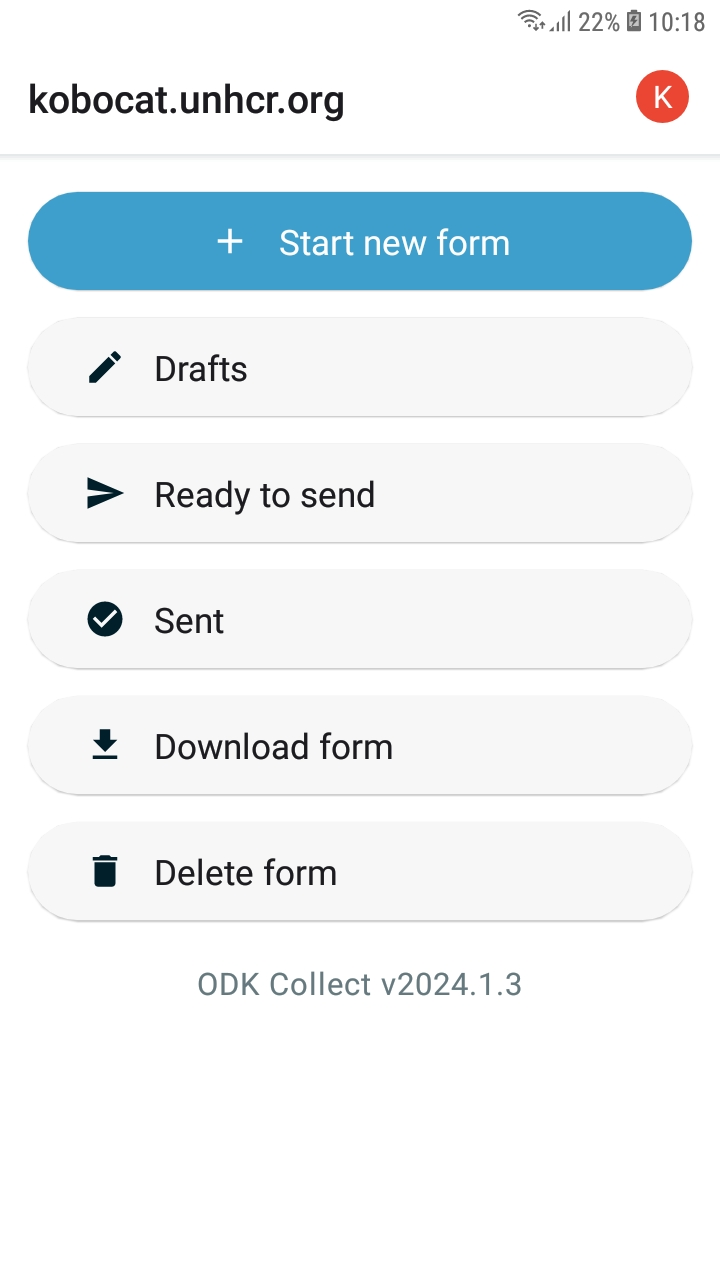 22% 10:18
kobocat.unhcr.org
K
+ Start new form
Drafts
Ready to send
Sent
Download form
Delete form
ODK Collect v2024.1.3